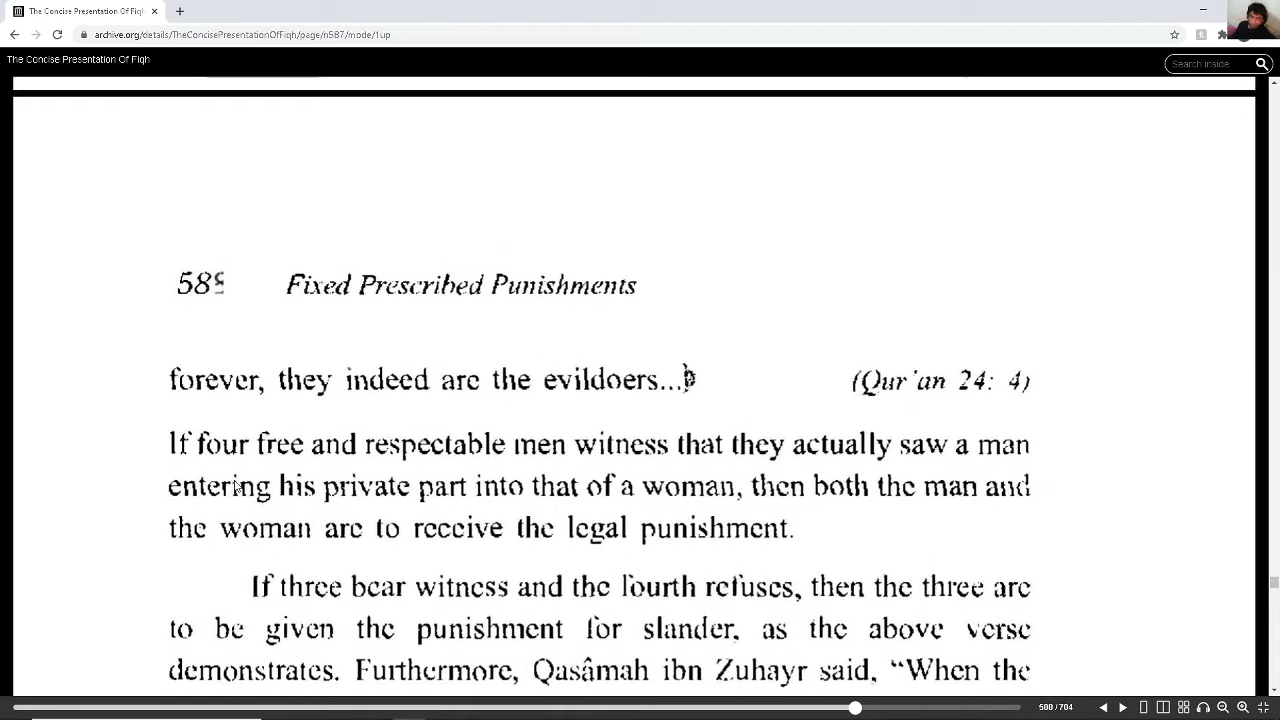 The Concise Presentation Of Fiqh
archive.org/details/TheConcisePresentationOfFiqh/page/n587/mode/1up
The Concise Presentation Of Fiqh
Search inside
Fixed Prescribed Punishments
forever, they indeed are the evildoers...
(Qur'an 24: 4)
If four free and respectable men witness that they actually saw a man
entering his private part into that of a woman, then both the man and
the woman are to receive the legal punishment.
If three bear witness and the fourth refuses, then the three are
to be given the punishment for slander, as the above verse
demonstrates. Furthermore, Qasâmah ibn Zuhayr said, “When the
588 / 704